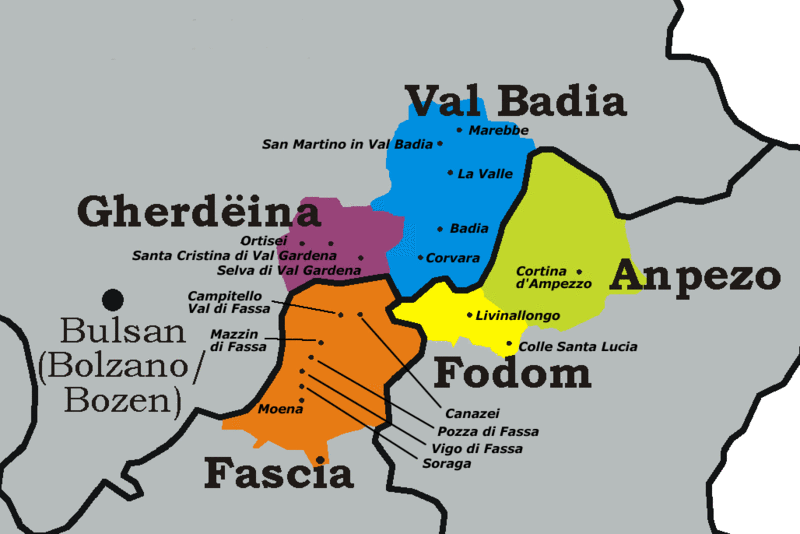 Val Badia
Marebbe
San Martino in Val Badia
La Valle
Gherdëina
Badia
Ortisei
Santa Cristina di Val Gardena
Corvara
Selva di Val Gardena
Cortina
d'Ampezzo
Anpezo
Campitello
Val di Fassa
Livinallongo
Bulsan
(Bolzano/
Bozen)
Mazzin
di Fassa
Colle Santa Lucia
Fodom
Moena
Canazei
Pozza di Fassa
Vigo di Fassa
Soraga
Fascia